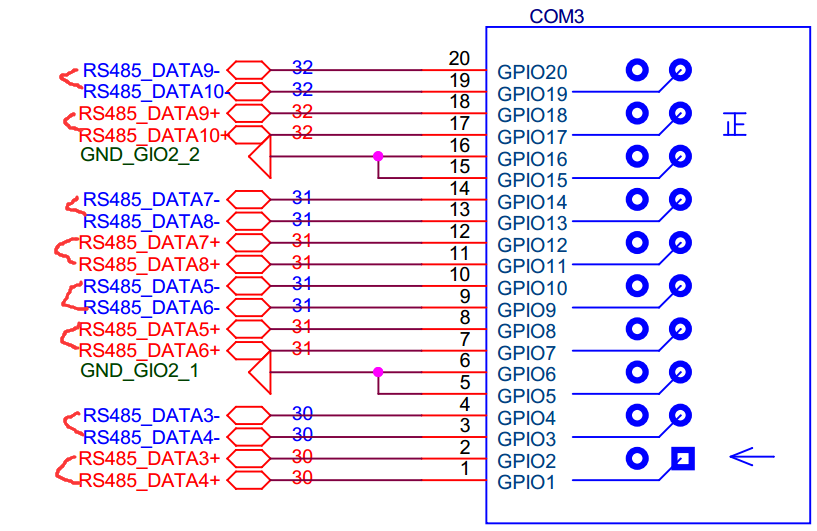 COM3
RS485_DATA9- 32 20 GPIO20
RS485_DATA10- 32 19 GPIO19
RS485_DATA9+ 32 18 GPIO18
RS485_DATA10+ 32 17 GPIO17
GND_GIO2_2 16 GPIO16
15 GPIO15
RS485_DATA7- 31 14 GPIO14
RS485_DATA8- 31 13 GPIO13
RS485_DATA7+ 31 12 GPIO12
RS485_DATA8+ 31 11 GPIO11
RS485_DATA5- 31 10 GPIO10
RS485_DATA6- 31 9 GPIO9
RS485_DATA5+ 31 8 GPIO8
RS485_DATA6+ 31 7 GPIO7
GND_GIO2_1 6 GPIO6
5 GPIO5
RS485_DATA3- 30 4 GPIO4
RS485_DATA4- 30 3 GPIO3
RS485_DATA3+ 30 2 GPIO2
RS485_DATA4+ 30 1 GPIO1
正